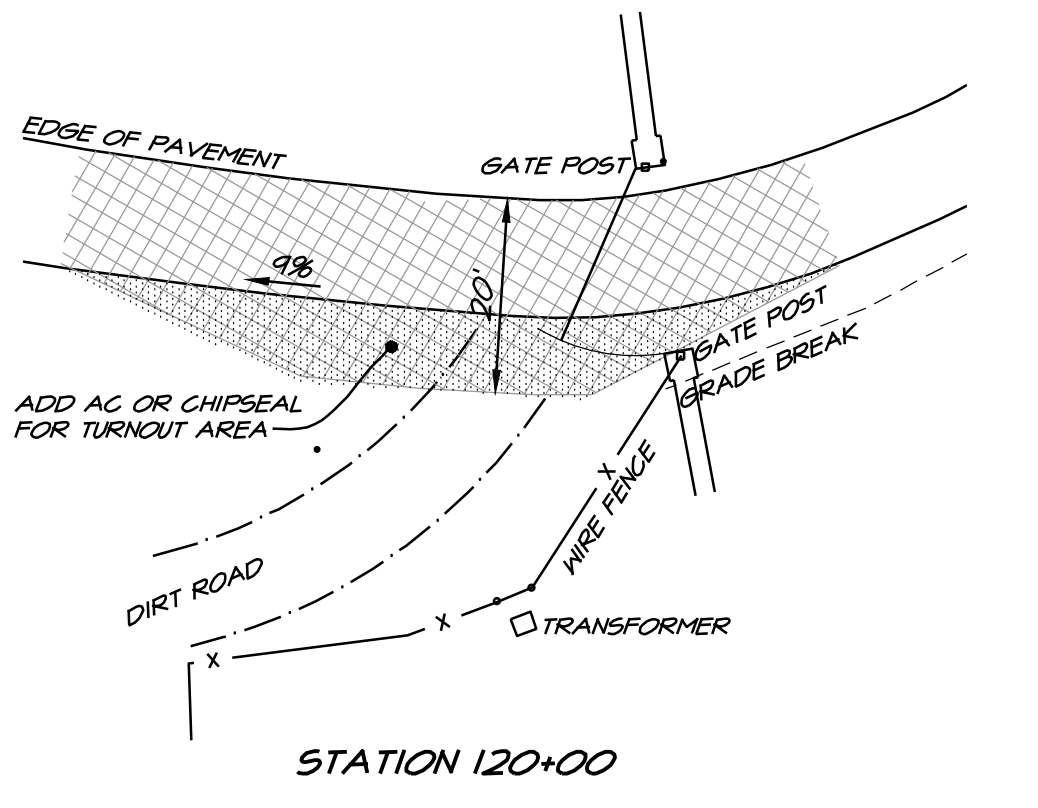 EDGE OF PAVEMENT
GATE POST
9%
20'
GATE POST
GRADE BREAK
ADD AC OR CHIPSEAL
FOR TURNOUT AREA
X
WIRE FENCE
DIRT ROAD
X
TRANSFORMER
X
STATION 120+00